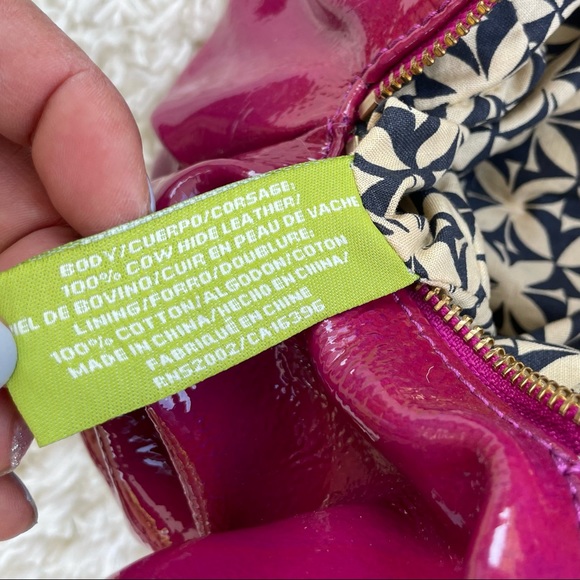 BODY/CUERPO/CORSAGE:
100% COW HIDE LEATHER/
IEL DE BOVINO/CUIR EN PEAU DE VACHE
LINING/FORRO/DOUBLURE:
100% COTTON/ALGODON/COTON
MADE IN CHINA/HECHO EN CHINA/
FABRIQUÉ EN CHINE
RN52002/CA16396